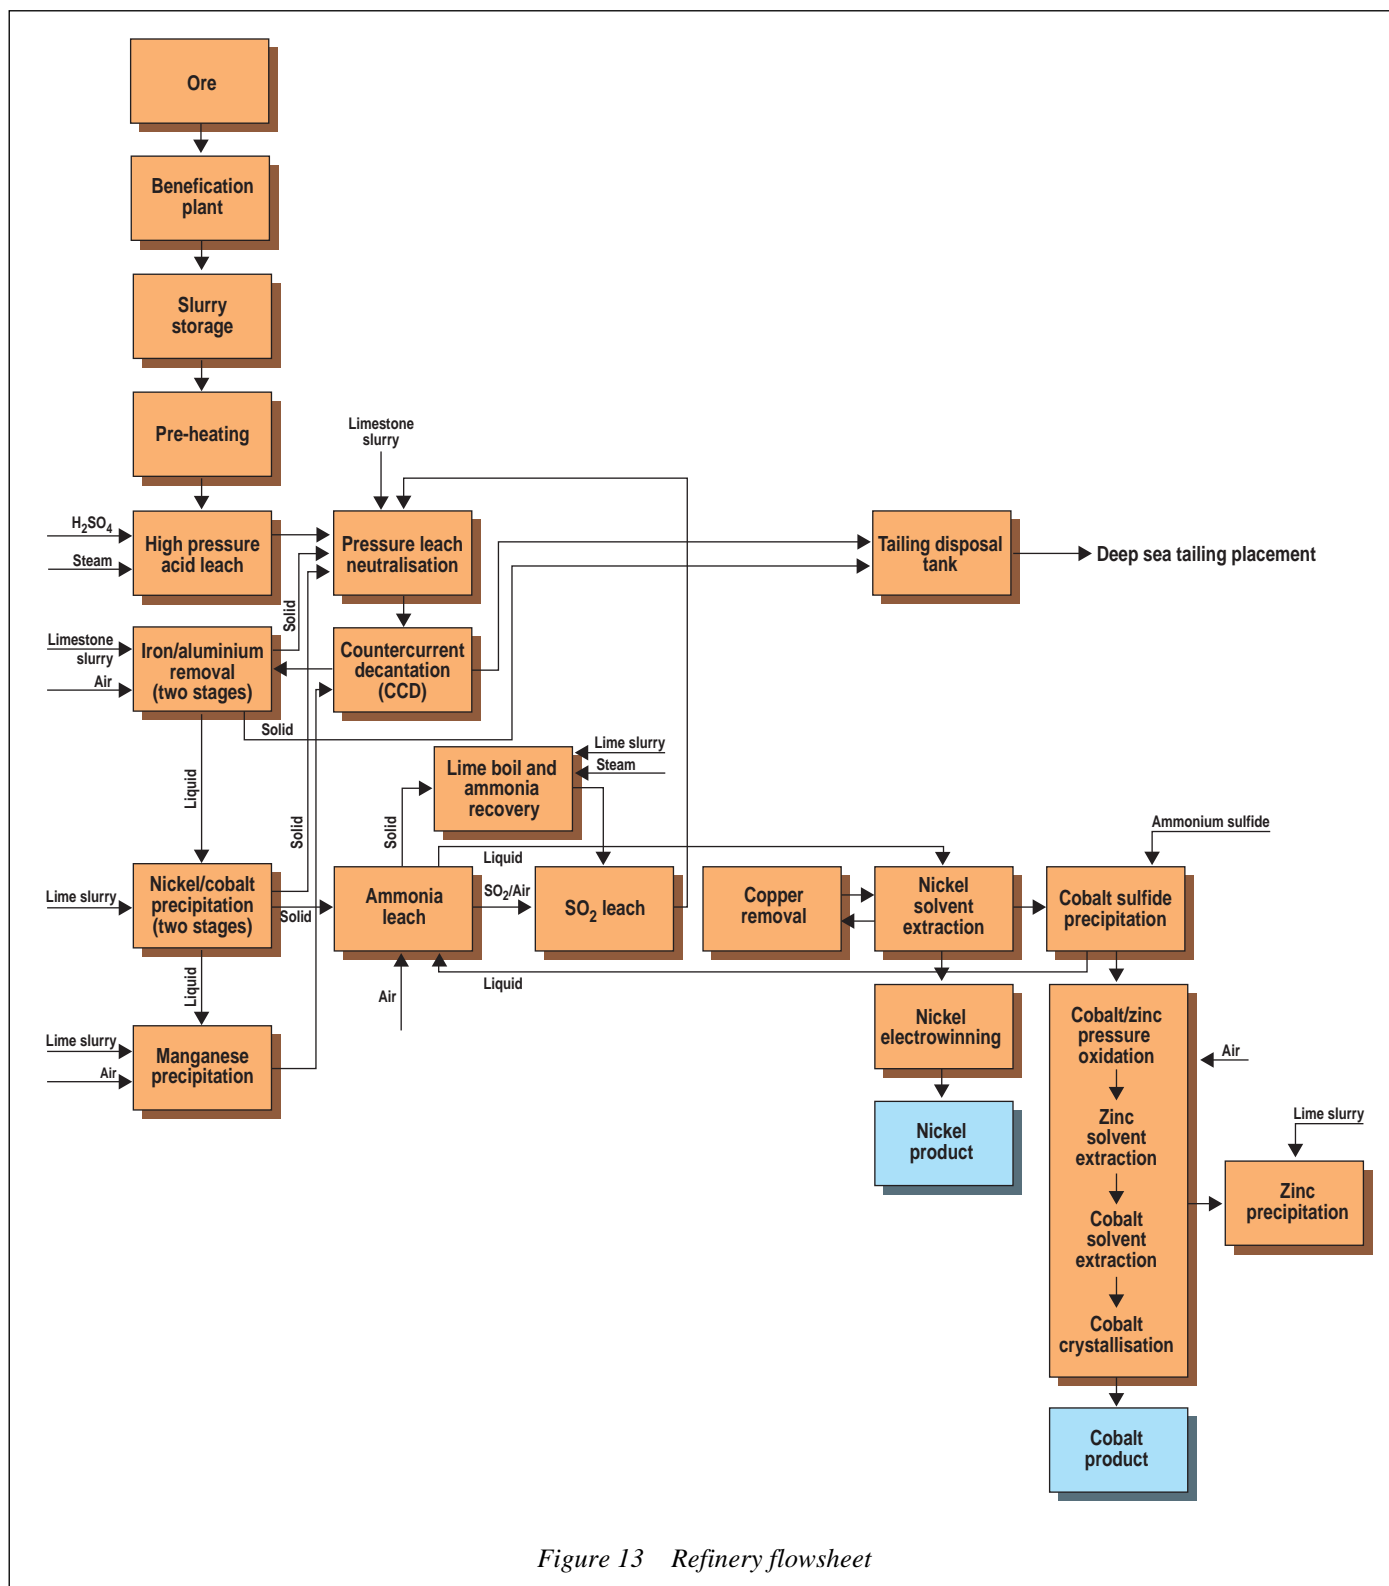 Ore
Benefication
plant
Slurry
storage
Pre-heating
Limestone
slurry
H₂SO₄
Steam
High pressure
acid leach
Pressure leach
neutralisation
Tailing disposal
tank
Deep sea tailing placement
Solid
Limestone
slurry
Air
Iron/aluminium
removal
(two stages)
Countercurrent
decantation
(CCD)
Solid
Liquid
Solid
Lime boil and
ammonia
recovery
Lime slurry
Steam
Solid
Liquid
Ammonium sulfide
Lime slurry
Nickel/cobalt
precipitation
(two stages)
Solid
Ammonia
leach
SO₂/Air
SO₂ leach
Copper
removal
Nickel
solvent
extraction
Cobalt sulfide
precipitation
Liquid
Air
Liquid
Lime slurry
Air
Manganese
precipitation
Nickel
electrowinning
Nickel
product
Cobalt/zinc
pressure
oxidation
Air
Zinc
solvent
extraction
Cobalt
solvent
extraction
Cobalt
crystallisation
Lime slurry
Zinc
precipitation
Cobalt
product
Figure 13 Refinery flowsheet